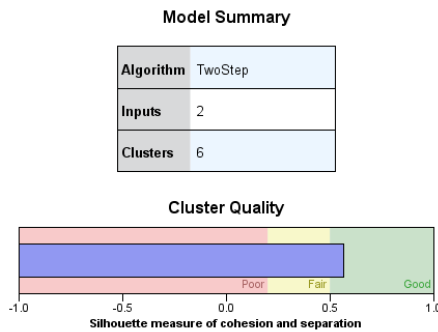 Model Summary
Algorithm TwoStep
Inputs 2
Clusters 6
Cluster Quality
Poor Fair Good
-1.0 -0.5 0.0 0.5 1.0
Silhouette measure of cohesion and separation